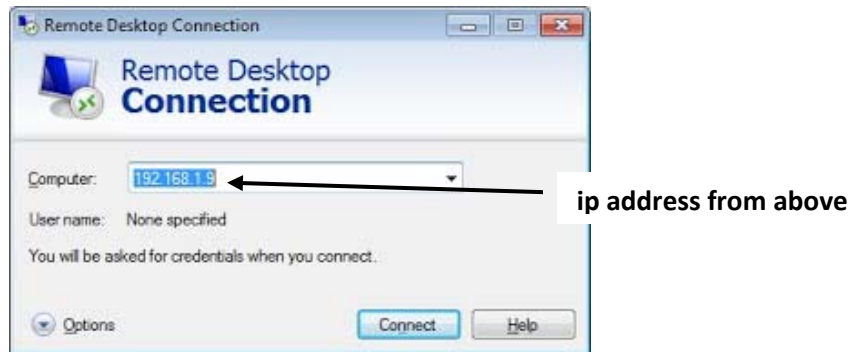 Remote Desktop Connection
Remote Desktop
Connection
Computer: 192.168.1.9
ip address from above
User name: None specified
You will be asked for credentials when you connect.
Options Connect Help